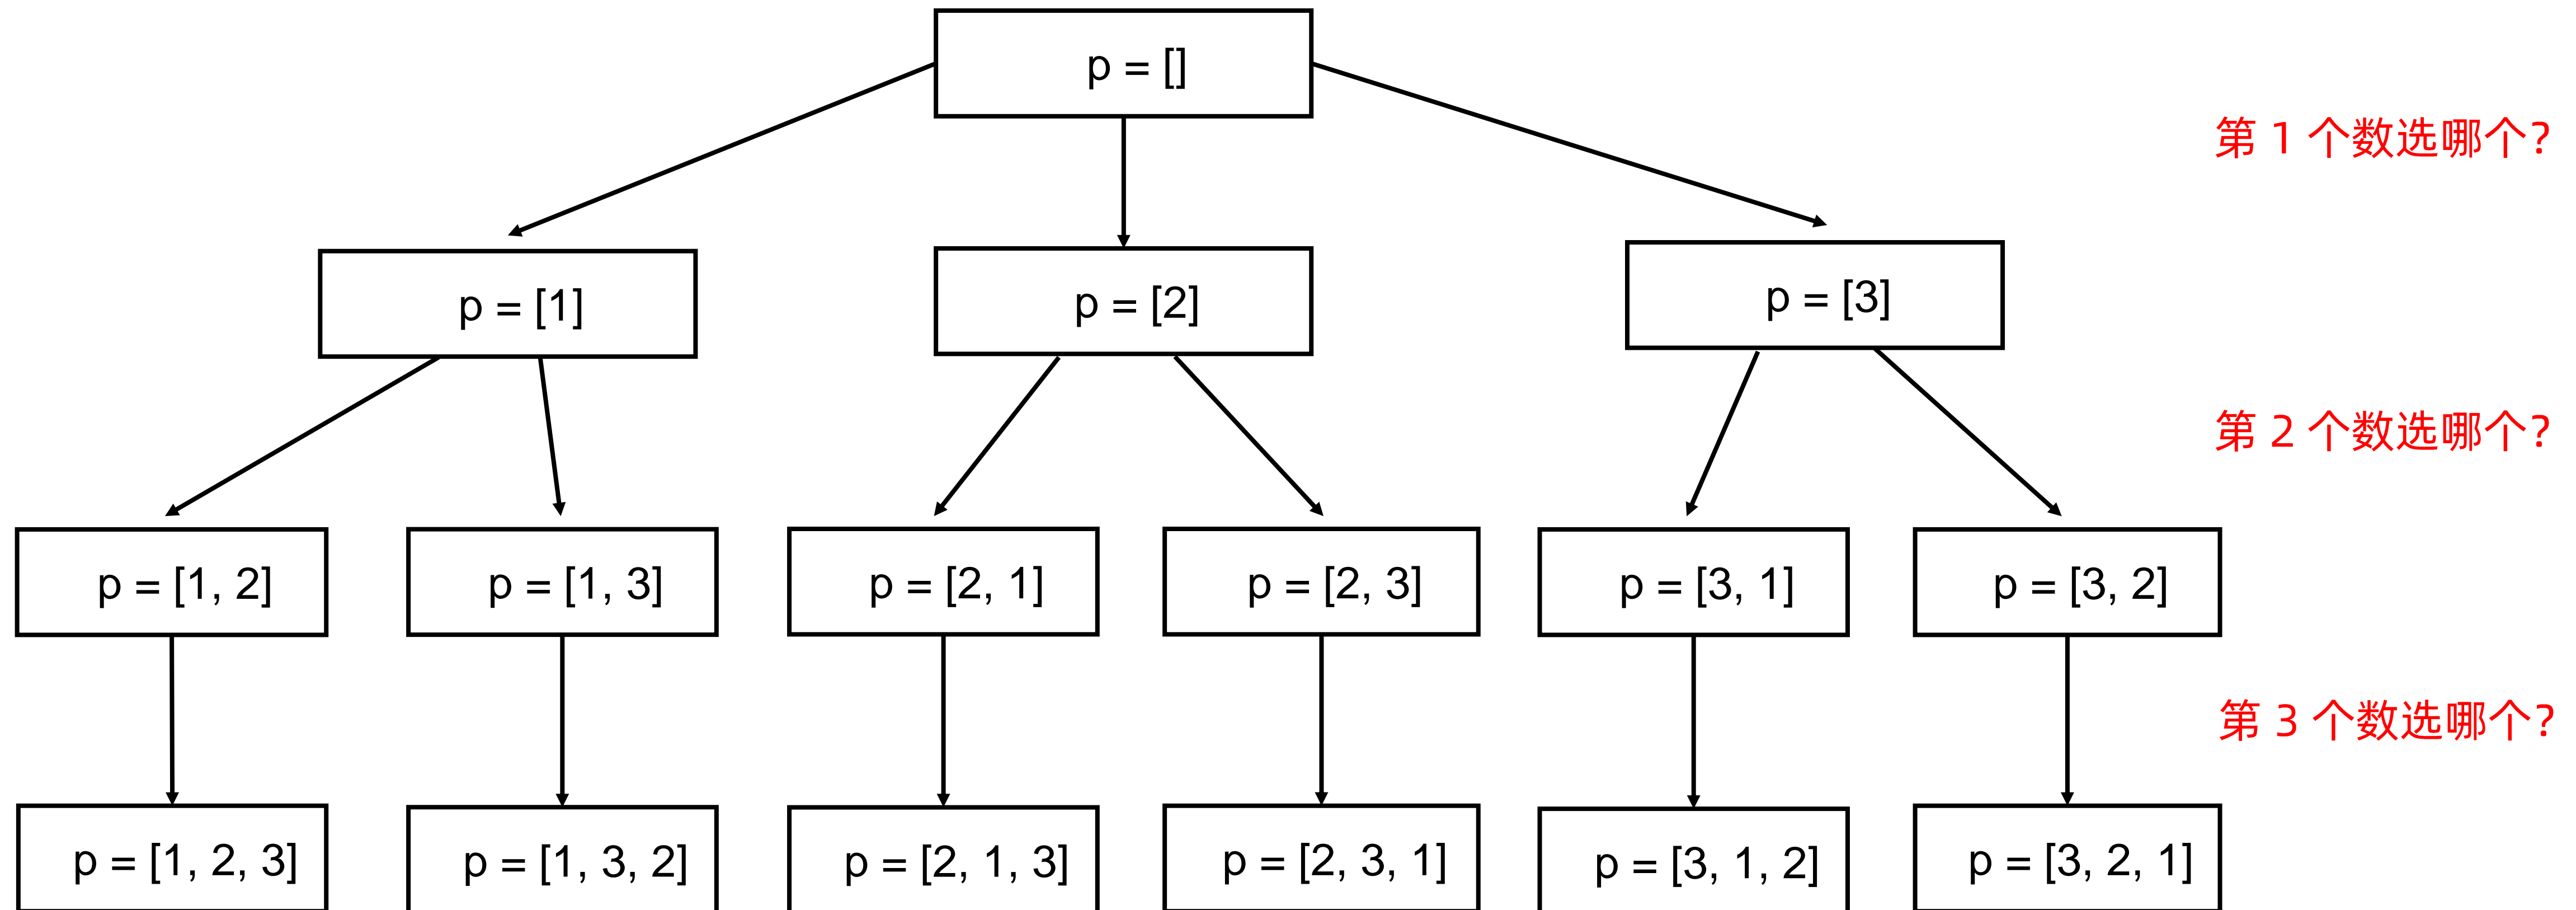 p = []
第 1 个数选哪个?
p = [1]
p = [2]
p = [3]
第 2 个数选哪个?
p = [1, 2]
p = [1, 3]
p = [2, 1]
p = [2, 3]
p = [3, 1]
p = [3, 2]
第 3 个数选哪个?
p = [1, 2, 3]
p = [1, 3, 2]
p = [2, 1, 3]
p = [2, 3, 1]
p = [3, 1, 2]
p = [3, 2, 1]